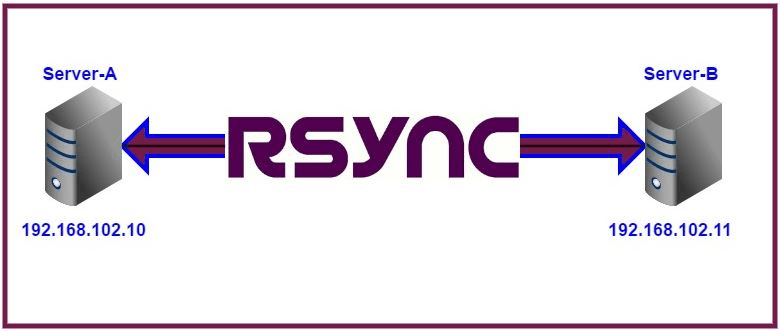 Server-A
Server-B
RSYNC
192.168.102.10
192.168.102.11